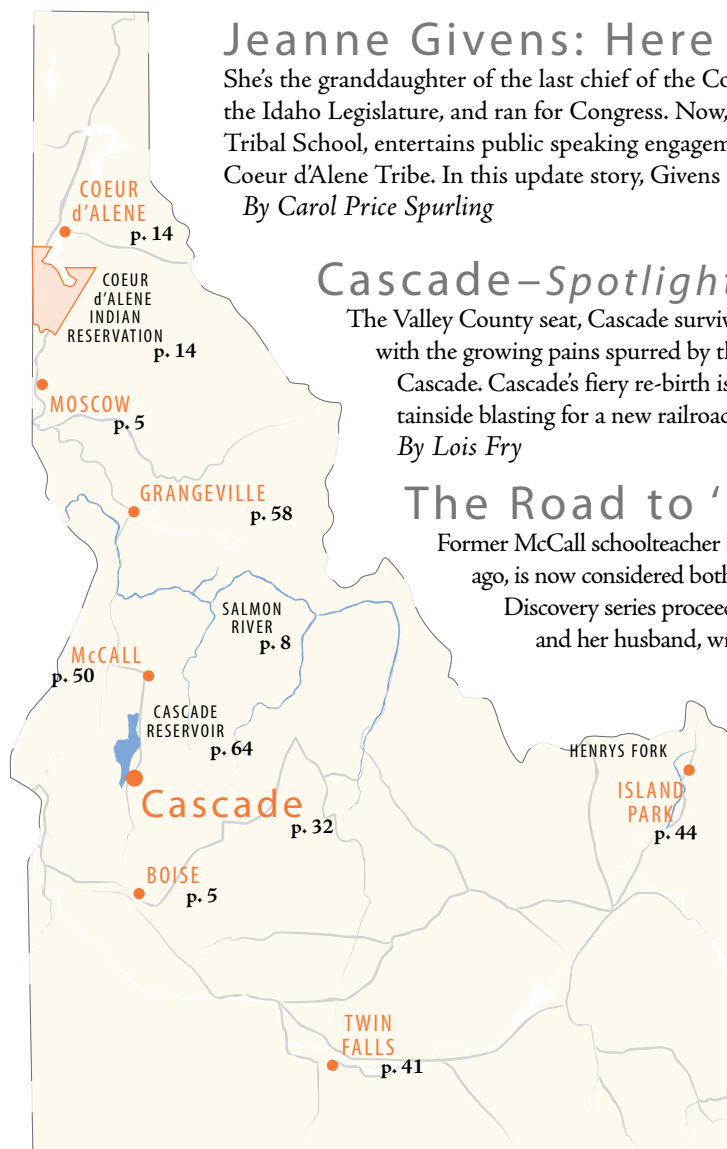 Jeanne Givens: Here
She's the granddaughter of the last chief of the Co
the Idaho Legislature, and ran for Congress. Now,
Tribal School, entertains public speaking engagem
Coeur d'Alene Tribe. In this update story, Givens
By Carol Price Spurling
COEUR
d'ALENE
p. 14
COEUR
d'ALENE
INDIAN
RESERVATION
p. 14
Cascade–Spotlight
The Valley County seat, Cascade surviv
with the growing pains spurred by th
Cascade. Cascade's fiery re-birth is
tainside blasting for a new railroad
By Lois Fry
MOSCOW
p. 5
GRANGEVILLE
p. 58
The Road to '
Former McCall schoolteacher
ago, is now considered both
Discovery series proceed
and her husband, wr
SALMON
RIVER
p. 8
McCALL
p. 50
CASCADE
RESERVOIR
p. 64
HENRYS FORK
ISLAND
PARK
p. 44
Cascade
p. 32
BOISE
p. 5
TWIN
FALLS
p. 41